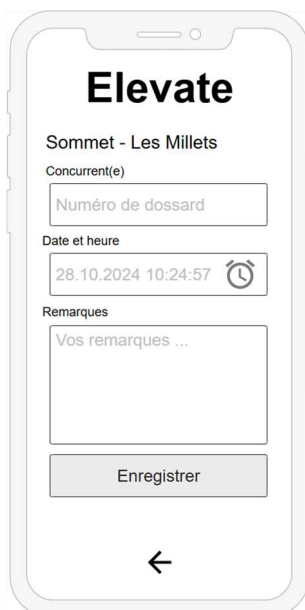 Elevate
Sommet - Les Millets
Concurrent(e)
Numéro de dossard
Date et heure
28.10.2024 10:24:57
Remarques
Vos remarques ...
Enregistrer